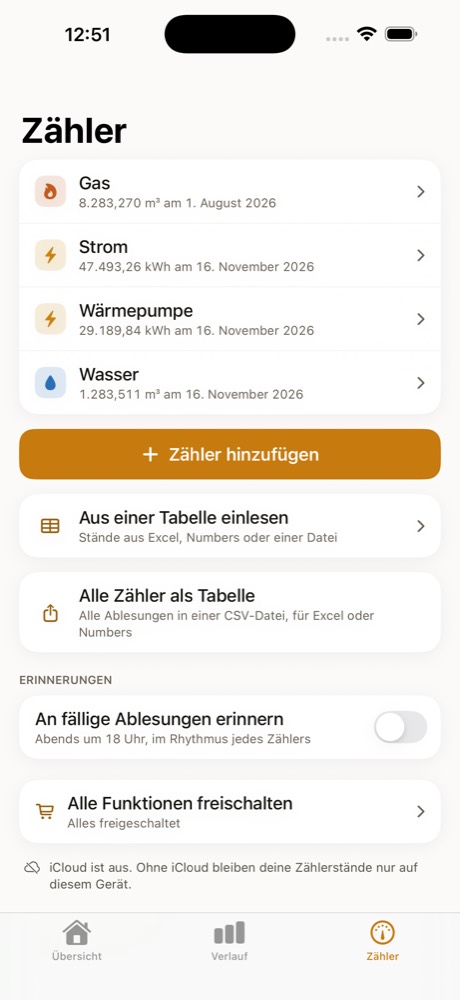 12:51
Zähler
Gas
8.283,270 m³ am 1. August 2026
Strom
47.493,26 kWh am 16. November 2026
Wärmepumpe
29.189,84 kWh am 16. November 2026
Wasser
1.283,511 m³ am 16. November 2026
+ Zähler hinzufügen
Aus einer Tabelle einlesen
Stände aus Excel, Numbers oder einer Datei
Alle Zähler als Tabelle
Alle Ablesungen in einer CSV-Datei, für Excel oder
Numbers
ERINNERUNGEN
An fällige Ablesungen erinnern
Abends um 18 Uhr, im Rhythmus jedes Zählers
Alle Funktionen freischalten
Alles freigeschaltet
iCloud ist aus. Ohne iCloud bleiben deine Zählerstände nur auf
diesem Gerät.
Übersicht
Verlauf
Zähler